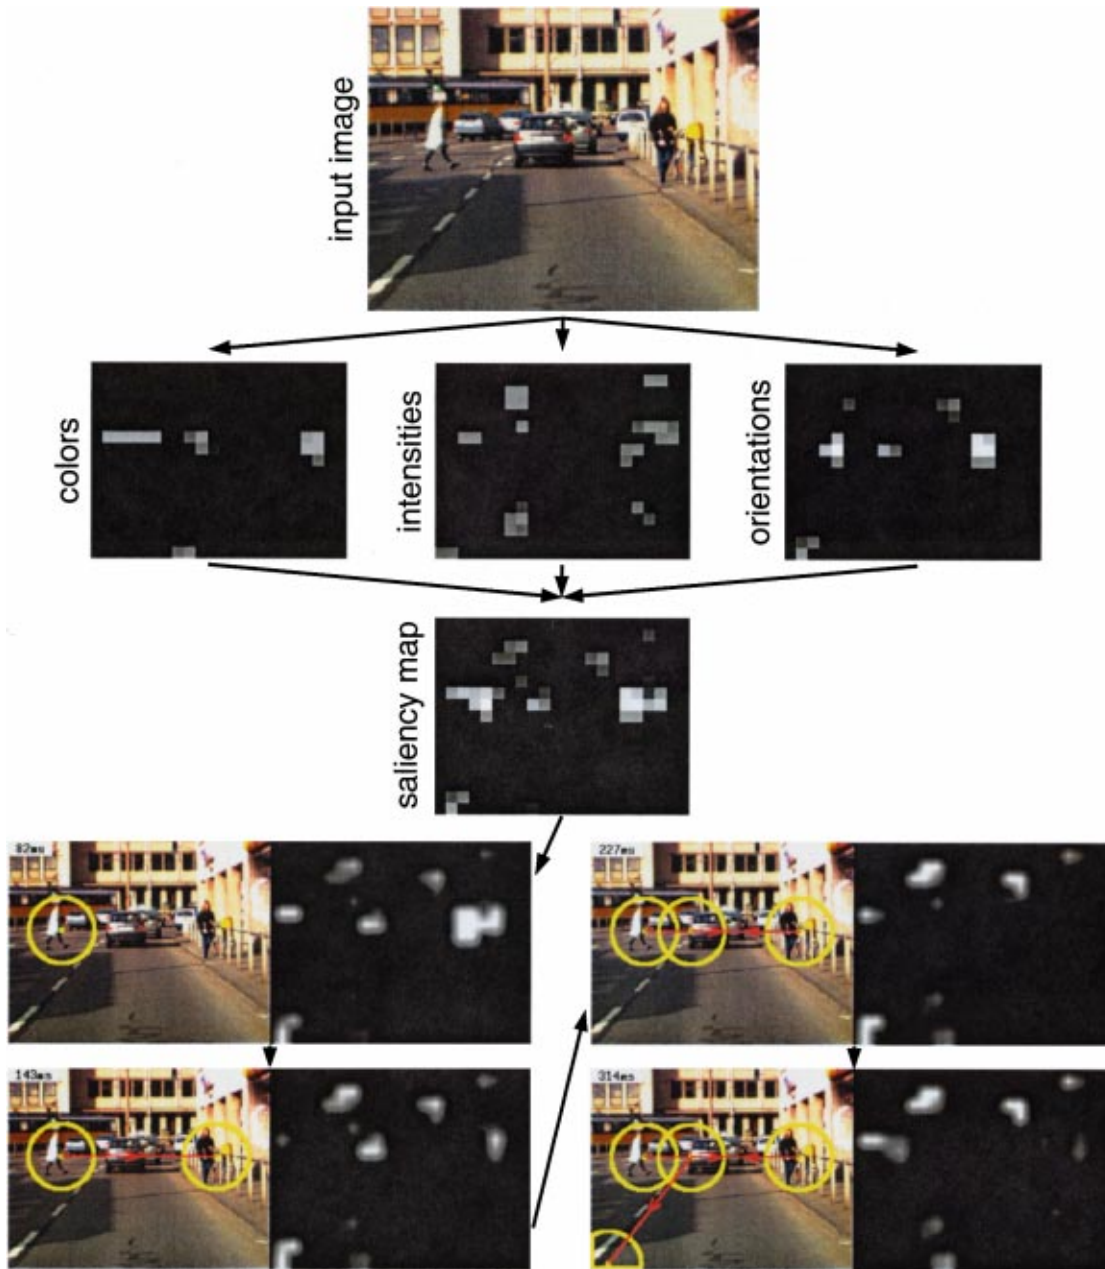 input image
colors
intensities
orientations
saliency map
82ms
227ms
143ms
314ms